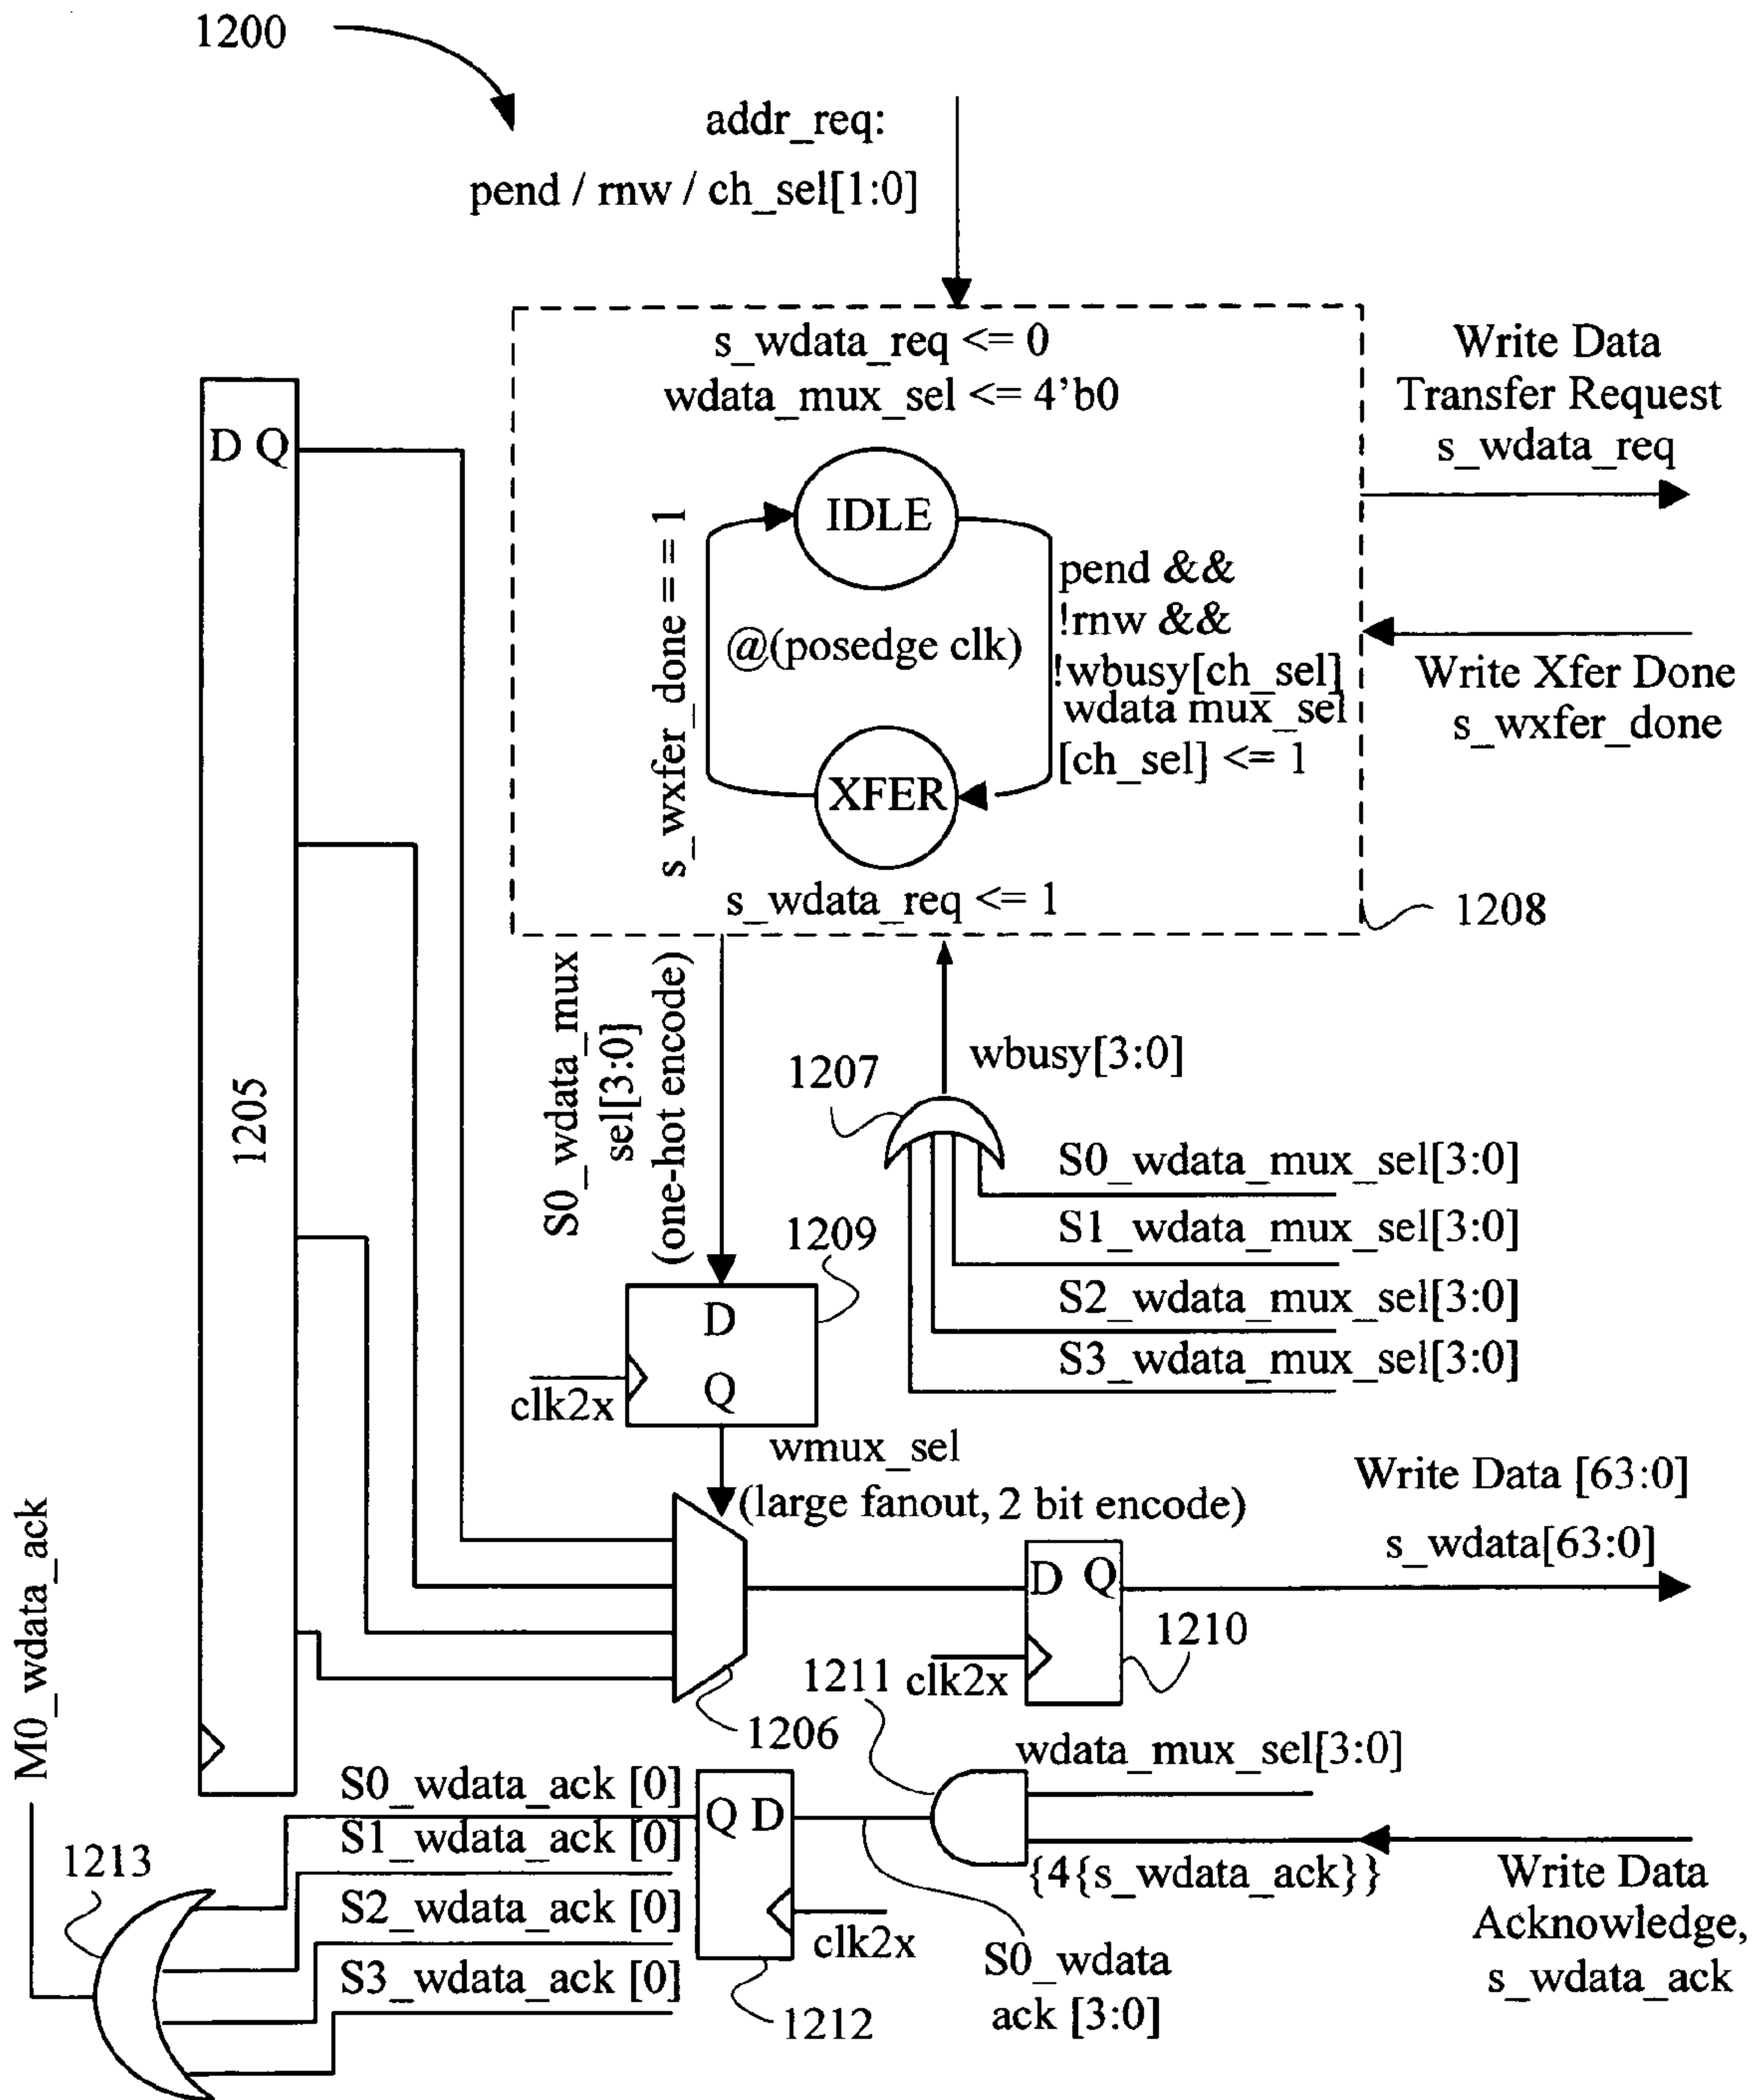 1200
addr_req:
pend / rnw / ch_sel[1:0]
s_wdata_req <= 0
wdata_mux_sel <= 4'b0
Write Data
Transfer Request
s_wdata_req
D Q
IDLE
s_wxfer_done = = 1
@(posedge clk)
pend &&
!rnw &&
!wbusy[ch_sel]
wdata mux_sel
[ch_sel] <= 1
Write Xfer Done
s_wxfer_done
XFER
s_wdata_req <= 1
1208
S0_wdata_mux
sel[3:0]
(one-hot encode)
1205
1207
wbusy[3:0]
S0_wdata_mux_sel[3:0]
S1_wdata_mux_sel[3:0]
S2_wdata_mux_sel[3:0]
S3_wdata_mux_sel[3:0]
1209
D
Q
clk2x
wmux_sel
(large fanout, 2 bit encode)
Write Data [63:0]
s_wdata[63:0]
D Q
1210
clk2x
1211
1206
M0_wdata_ack
wdata_mux_sel[3:0]
{4{s_wdata_ack}}
Write Data
Acknowledge,
s_wdata_ack
S0_wdata_ack [0]
S1_wdata_ack [0]
S2_wdata_ack [0]
S3_wdata_ack [0]
Q D
clk2x
S0_wdata
ack [3:0]
1212
1213